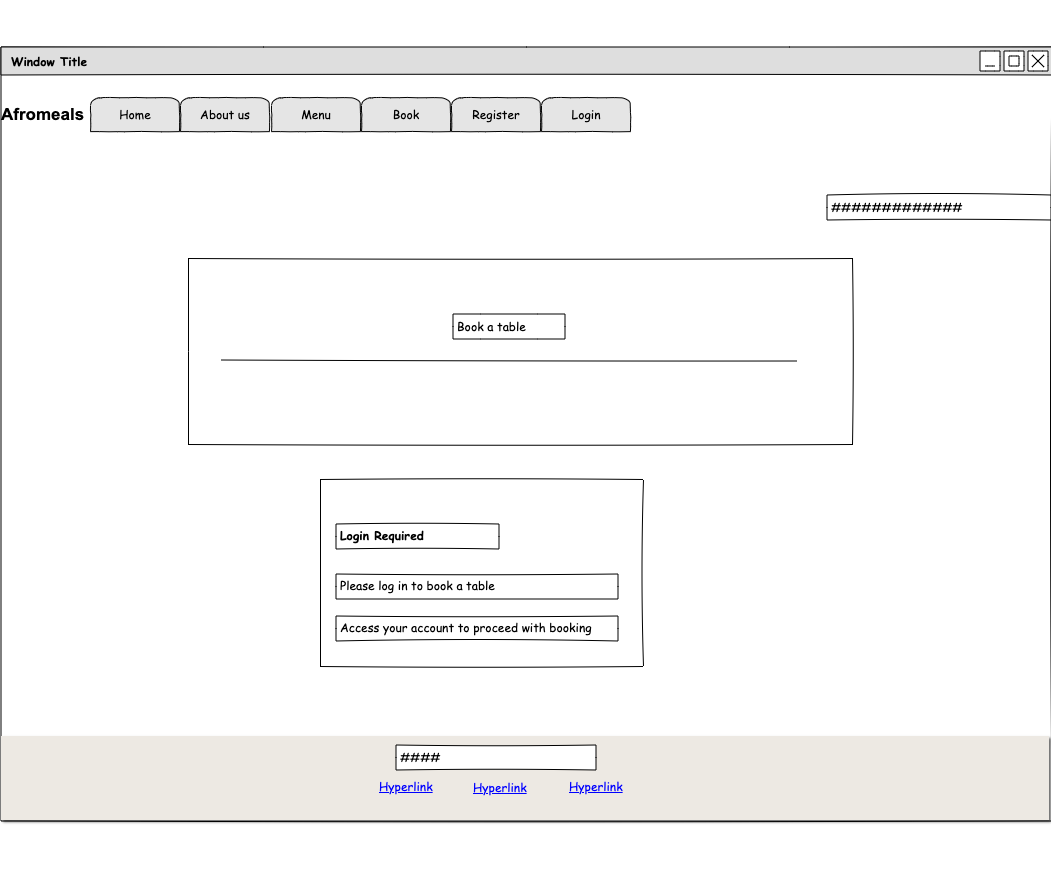 Window Title
Afromeals Home About us Menu Book Register Login
#############
Book a table
Login Required
Please log in to book a table
Access your account to proceed with booking
####
Hyperlink Hyperlink Hyperlink